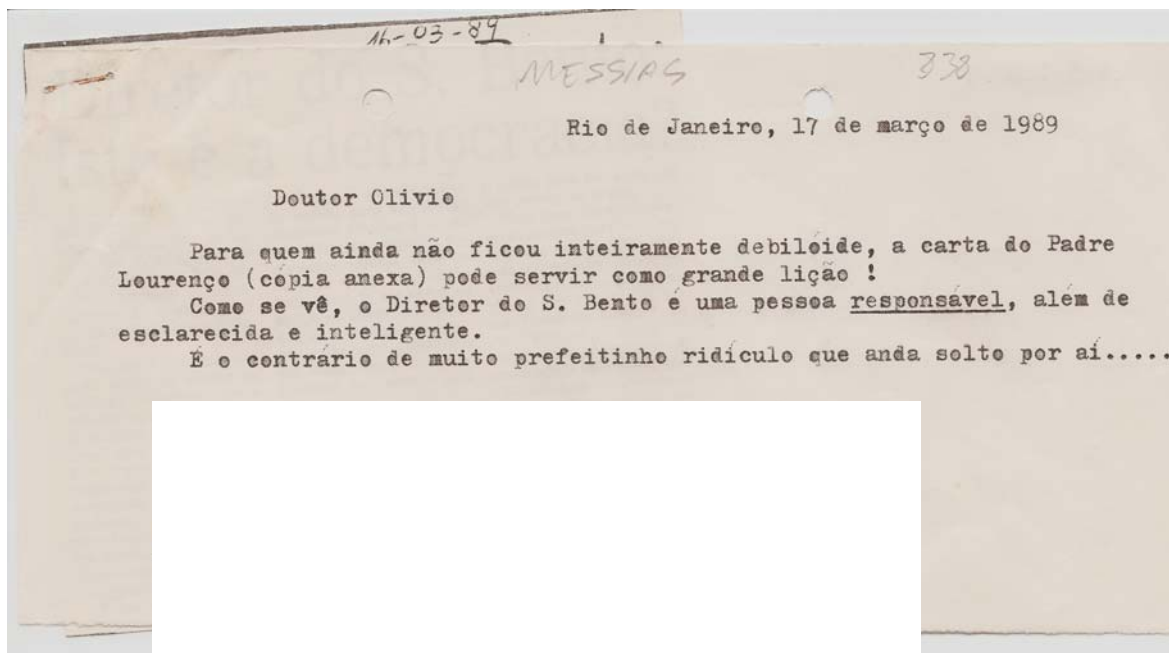 16-03-89
MESSIAS 338
Rio de Janeiro, 17 de março de 1989
Doutor Olivio
Para quem ainda não ficou inteiramente debilóide, a carta do Padre
Lourenço (cópia anexa) pode servir como grande lição !
Como se vê, o Diretor do S. Bento é uma pessoa responsável, além de
esclarecida e inteligente.
É o contrário de muito prefeitinho ridículo que anda solto por aí.....